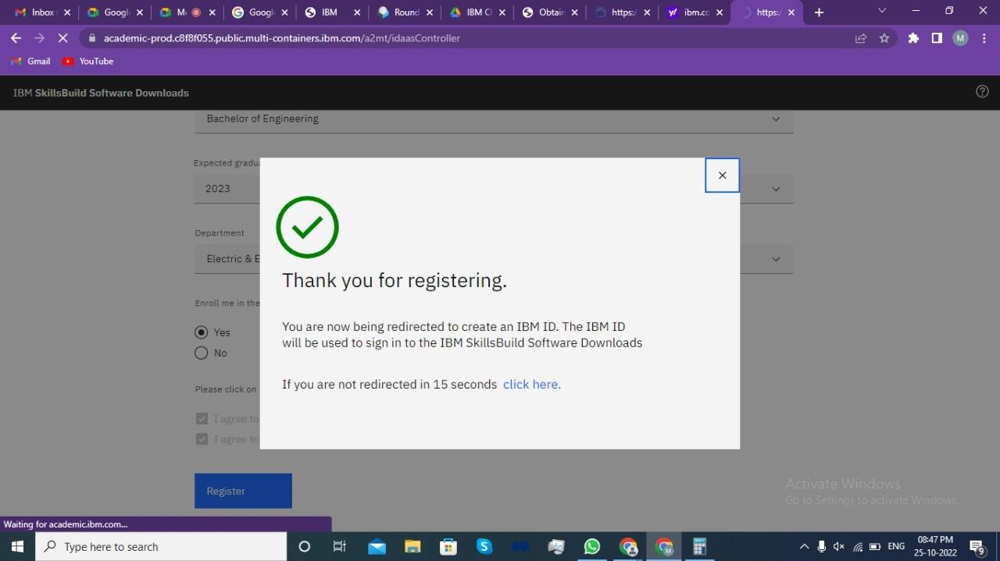 Inbox (
Google
Me
Google
IBM
Round
IBM Cl
Obtain
https:/
ibm.co
https:/
academic-prod.c8f8f055.public.multi-containers.ibm.com/a2mt/idaasController
M
Gmail
YouTube
IBM SkillsBuild Software Downloads
Bachelor of Engineering
Expected gradu
2023
Department
Electric & E
Enroll me in the
Yes
No
Please click on
I agree to
I agree to
Register
Thank you for registering.
You are now being redirected to create an IBM ID. The IBM ID
will be used to sign in to the IBM SkillsBuild Software Downloads
If you are not redirected in 15 seconds click here.
Activate Windows
Go to Settings to activate Windows.
Waiting for academic.ibm.com...
Type here to search
ENG
08:47 PM
25-10-2022
9